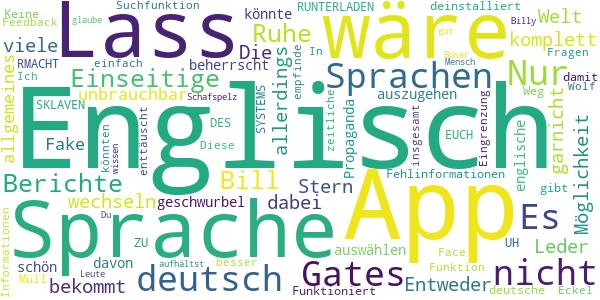 Keine
Feedback
glaube
Suchfunktion
Lass
Ruhe
könnte
RUNTERLADEN
wäre
deinstalliert
Billy
Welt
viele
RMACHT
Ich
einfach
Die
beherrscht
In
empfinde
gut
Böser
Mensch
komplett
Fragen
damit
allgemeines
Einseitige
unbrauchbar
Schafspelz
allerdings
Sprachen
auszugehen
Nur
Weg
Wolf
SKLAVEN
Englisch
SYSTEMS
zeitliche
Propaganda
EUCH
insgesamt
Eingrenzung
englische
garnicht
Möglichkeit
Fake
könnten
wissen
enttäuscht
DES
Diese
Berichte
wechseln
Bill
Stern
App
Fehlinformationen
gibt
Es
geschwurbel
dabei
Informationen
schön
Müll
Sprache
Du
ZU
davon
auswählen
Face
Funktion
UH
Leder
bekommt
deutsch
Leute
aufhältst
besser
Gates
Funktioniert
Entweder
nicht
deutsche
Eckel